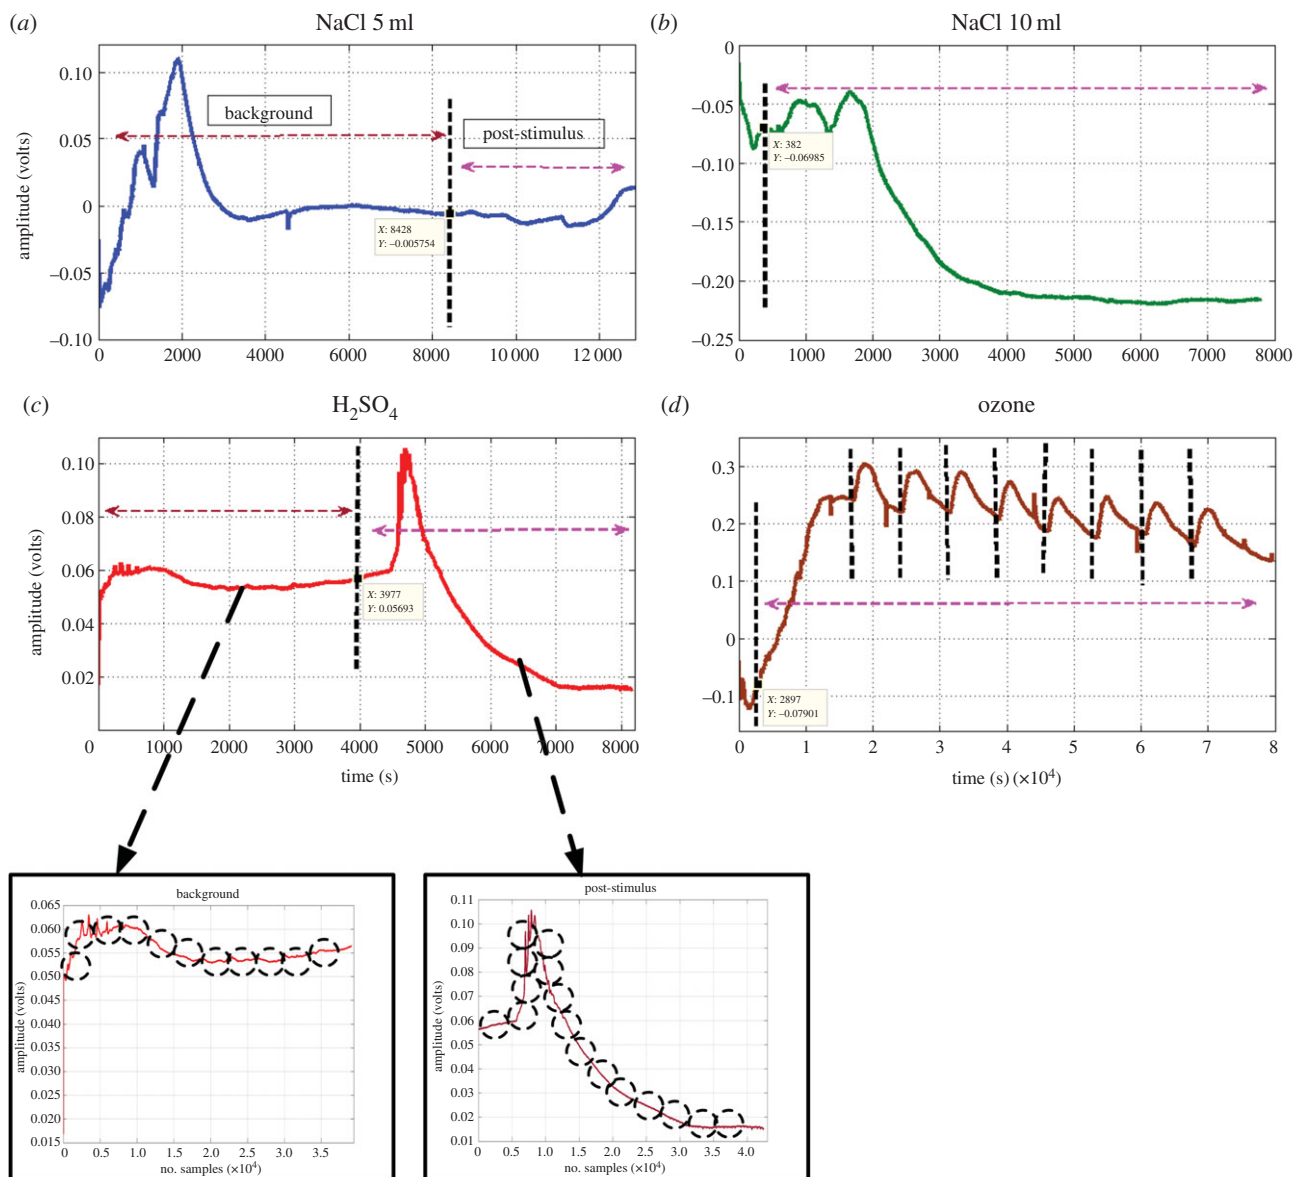 (a) NaCl 5 ml
amplitude (volts)
0.10
0.05
0
–0.05
–0.10
background
post-stimulus
X: 8428
Y: –0.005754
0 2000 4000 6000 8000 10 000 12 000
(b) NaCl 10 ml
0
–0.05
–0.10
–0.15
–0.20
–0.25
X: 382
Y: –0.06985
0 1000 2000 3000 4000 5000 6000 7000 8000
(c) H2SO4
amplitude (volts)
0.10
0.08
0.06
0.04
0.02
X: 3977
Y: 0.05693
0 1000 2000 3000 4000 5000 6000 7000 8000
time (s)
(d) ozone
0.3
0.2
0.1
0
–0.1
X: 2897
Y: –0.07901
0 1 2 3 4 5 6 7 8
time (s) (×10⁴)
background
amplitude (volts)
0.065
0.060
0.055
0.050
0.045
0.040
0.035
0.030
0.025
0.020
0.015
0 0.5 1.0 1.5 2.0 2.5 3.0 3.5
no. samples (×10⁴)
post-stimulus
amplitude (volts)
0.11
0.10
0.09
0.08
0.07
0.06
0.05
0.04
0.03
0.02
0.01
0 0.5 1.0 1.5 2.0 2.5 3.0 3.5 4.0
no. samples (×10⁴)